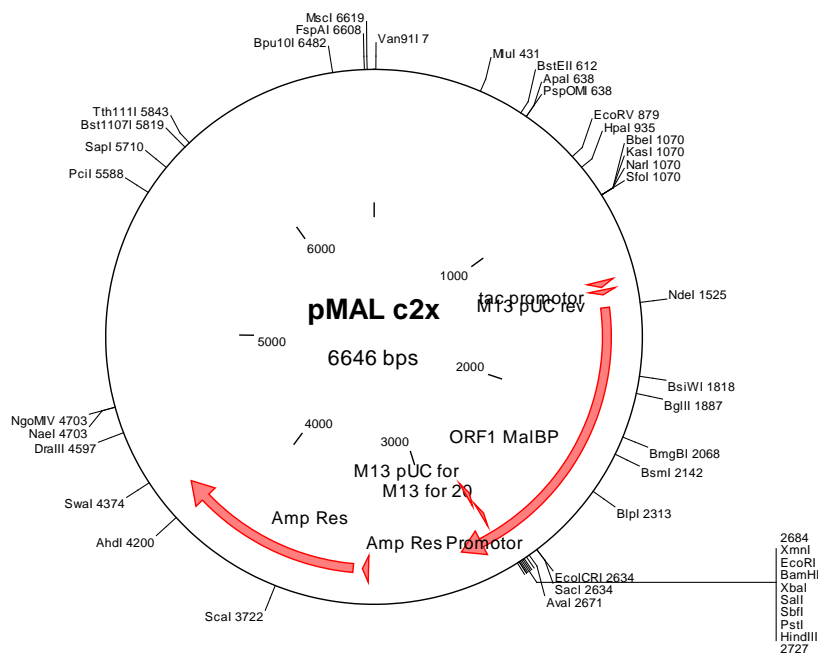 MscI 6619
FspAI 6608
Bpu10I 6482
Van91I 7
MluI 431
BstEII 612
ApaI 638
PspOMI 638
EcoRV 879
HpaI 935
BbeI 1070
KasI 1070
NarI 1070
SfoI 1070
Tth111I 5843
Bst1107I 5819
SapI 5710
PciI 5588
6000
1000
tac promotor
M13 pUC rev
NdeI 1525
pMAL c2x
5000
6646 bps
2000
BsiWI 1818
BglII 1887
NgoMIV 4703
NaeI 4703
DraIII 4597
4000
3000
ORF1 MalBP
BmgBI 2068
BsmI 2142
M13 pUC for
M13 for 20
SwaI 4374
BlpI 2313
Amp Res
Amp Res Promotor
AhdI 4200
EcoICRI 2634
SacI 2634
AvaI 2671
ScaI 3722
2684
XmnI
EcoRI
BamHI
XbaI
SalI
SbfI
PstI
HindIII
2727